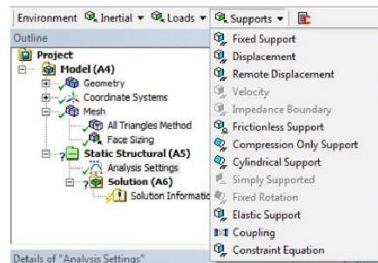 Environment Inertial Loads Supports
Outline
Project
Model (A4)
Geometry
Coordinate Systems
Mesh
All Triangles Method
Face Sizing
Static Structural (A5)
Analysis Settings
Solution (A6)
Solution Informatio
Details of "Analysis Settings"
Fixed Support
Displacement
Remote Displacement
Velocity
Impedance Boundary
Frictionless Support
Compression Only Support
Cylindrical Support
Simply Supported
Fixed Rotation
Elastic Support
Coupling
Constraint Equation